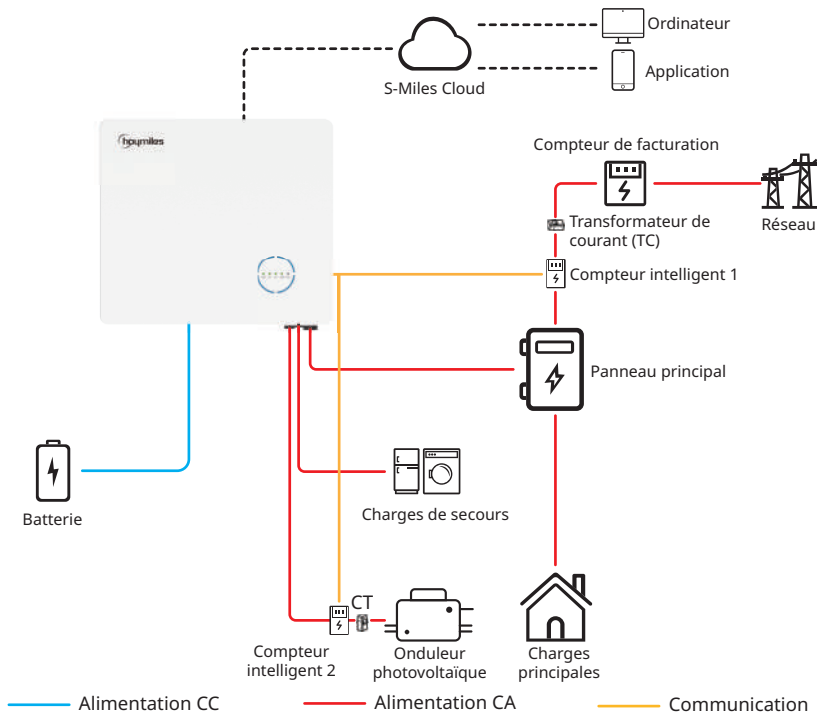 Ordinateur
Application
S-Miles Cloud
hoymiles
Compteur de facturation
Réseau
Transformateur de
courant (TC)
Compteur intelligent 1
Panneau principal
Batterie
Charges de secours
CT
Compteur
intelligent 2
Onduleur
photovoltaïque
Charges
principales
Alimentation CC
Alimentation CA
Communication